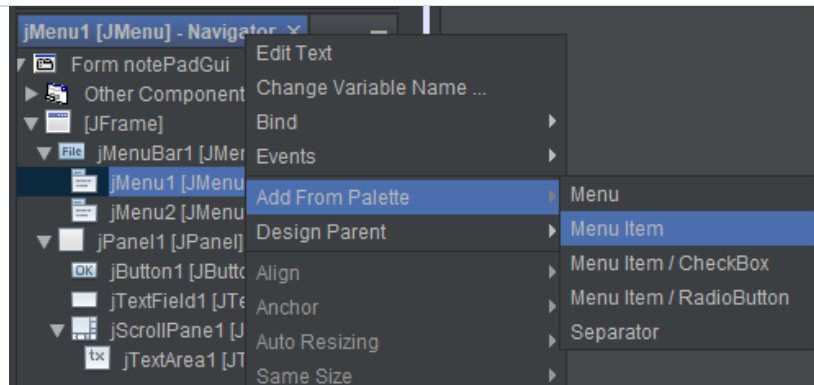 jMenu1 [JMenu] - Navigator ×
Form notePadGui
Other Component
[JFrame]
File jMenuBar1 [JMen
jMenu1 [JMenu
jMenu2 [JMenu
jPanel1 [JPanel]
OK jButton1 [JButto
jTextField1 [JTe
jScrollPane1 [J
tx jTextArea1 [JT
Edit Text
Change Variable Name ...
Bind
Events
Add From Palette
Design Parent
Align
Anchor
Auto Resizing
Same Size
Menu
Menu Item
Menu Item / CheckBox
Menu Item / RadioButton
Separator